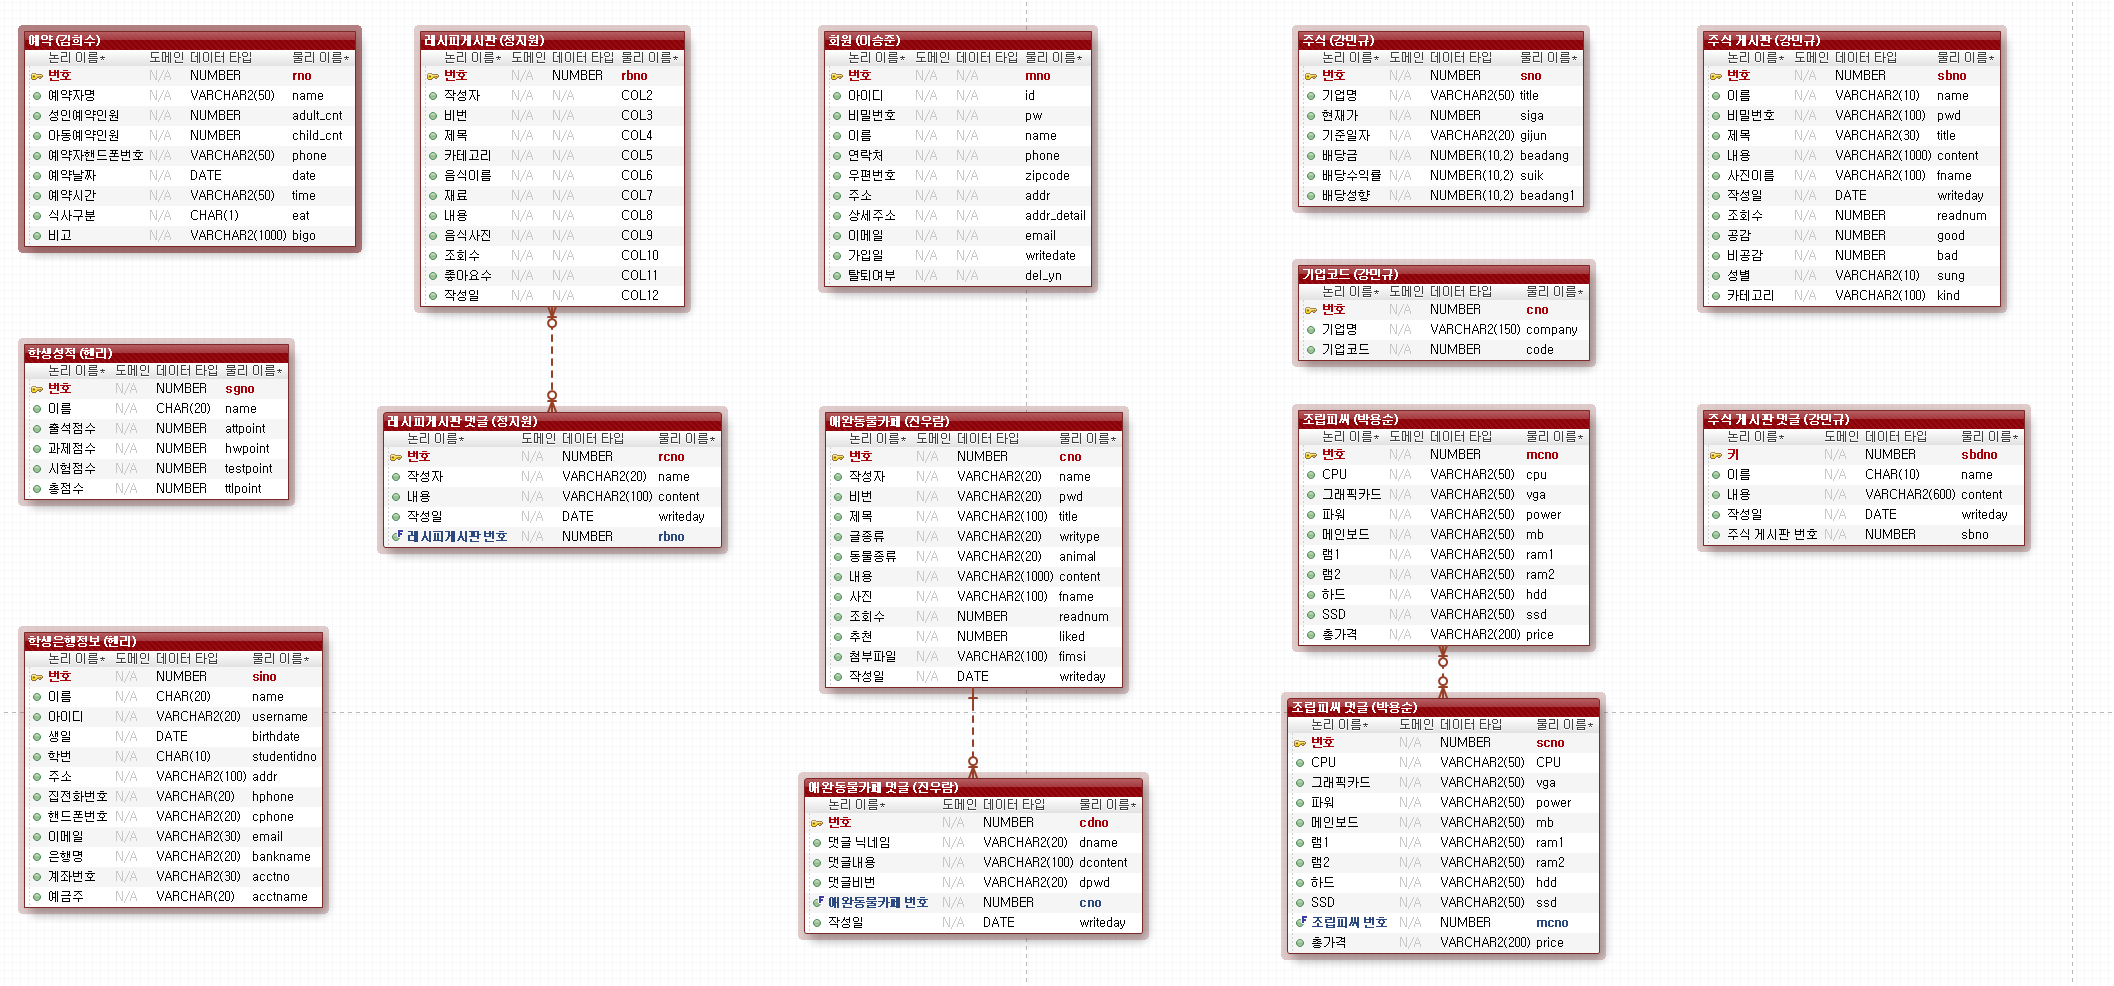 예약 (김희수)
논리 이름* 도메인 데이터 타입 물리 이름*
번호 N/A NUMBER rno
예약자명 N/A VARCHAR2(50) name
성인예약인원 N/A NUMBER adult_cnt
아동예약인원 N/A NUMBER child_cnt
예약자핸드폰번호 N/A VARCHAR2(50) phone
예약날짜 N/A DATE date
예약시간 N/A VARCHAR2(50) time
식사구분 N/A CHAR(1) eat
비고 N/A VARCHAR2(1000) bigo
학생성적 (헨리)
논리 이름* 도메인 데이터 타입 물리 이름*
번호 N/A NUMBER sgno
이름 N/A CHAR(20) name
출석점수 N/A NUMBER attpoint
과제점수 N/A NUMBER hwpoint
시험점수 N/A NUMBER testpoint
총점수 N/A NUMBER ttlpoint
학생은행정보 (헨리)
논리 이름* 도메인 데이터 타입 물리 이름*
번호 N/A NUMBER sino
이름 N/A CHAR(20) name
아이디 N/A VARCHAR2(20) username
생일 N/A DATE birthdate
학번 N/A CHAR(10) studentidno
주소 N/A VARCHAR2(100) addr
집전화번호 N/A VARCHAR(20) hphone
핸드폰번호 N/A VARCHAR2(20) cphone
이메일 N/A VARCHAR2(30) email
은행명 N/A VARCHAR2(20) bankname
계좌번호 N/A VARCHAR2(30) acctno
예금주 N/A VARCHAR(20) acctname
레시피게시판 (정지원)
논리 이름* 도메인 데이터 타입 물리 이름*
번호 N/A NUMBER rbno
작성자 N/A N/A COL2
비번 N/A N/A COL3
제목 N/A N/A COL4
카테고리 N/A N/A COL5
음식이름 N/A N/A COL6
재료 N/A N/A COL7
내용 N/A N/A COL8
음식사진 N/A N/A COL9
조회수 N/A N/A COL10
좋아요수 N/A N/A COL11
작성일 N/A N/A COL12
레시피게시판 댓글 (정지원)
논리 이름* 도메인 데이터 타입 물리 이름*
번호 N/A NUMBER rcno
작성자 N/A VARCHAR2(20) name
내용 N/A VARCHAR2(100) content
작성일 N/A DATE writeday
레시피게시판 번호 N/A NUMBER rbno
회원 (이승준)
논리 이름* 도메인 데이터 타입 물리 이름*
번호 N/A N/A mno
아이디 N/A N/A id
비밀번호 N/A N/A pw
이름 N/A N/A name
연락처 N/A N/A phone
우편번호 N/A N/A zipcode
주소 N/A N/A addr
상세주소 N/A N/A addr_detail
이메일 N/A N/A email
가입일 N/A N/A writedate
탈퇴여부 N/A N/A del_yn
애완동물카페 (진우람)
논리 이름* 도메인 데이터 타입 물리 이름*
번호 N/A NUMBER cno
작성자 N/A VARCHAR2(20) name
비번 N/A VARCHAR2(20) pwd
제목 N/A VARCHAR2(100) title
글종류 N/A VARCHAR2(20) writype
동물종류 N/A VARCHAR2(20) animal
내용 N/A VARCHAR2(1000) content
사진 N/A VARCHAR2(100) fname
조회수 N/A NUMBER readnum
추천 N/A NUMBER liked
첨부파일 N/A VARCHAR2(100) fimsi
작성일 N/A DATE writeday
애완동물카페 댓글 (진우람)
논리 이름* 도메인 데이터 타입 물리 이름*
번호 N/A NUMBER cdno
댓글 닉네임 N/A VARCHAR2(20) dname
댓글내용 N/A VARCHAR2(100) dcontent
댓글비번 N/A VARCHAR2(20) dpwd
애완동물카페 번호 N/A NUMBER cno
작성일 N/A DATE writeday
주식 (강민규)
논리 이름* 도메인 데이터 타입 물리 이름*
번호 N/A NUMBER sno
기업명 N/A VARCHAR2(50) title
현재가 N/A NUMBER siga
기준일자 N/A VARCHAR2(20) gijun
배당금 N/A NUMBER(10,2) beadang
배당수익률 N/A NUMBER(10,2) suik
배당성향 N/A NUMBER(10,2) beadang1
기업코드 (강민규)
논리 이름* 도메인 데이터 타입 물리 이름*
번호 N/A NUMBER cno
기업명 N/A VARCHAR2(150) company
기업코드 N/A NUMBER code
조립피씨 (박용순)
논리 이름* 도메인 데이터 타입 물리 이름*
번호 N/A NUMBER mcno
CPU N/A VARCHAR2(50) cpu
그래픽카드 N/A VARCHAR2(50) vga
파워 N/A VARCHAR2(50) power
메인보드 N/A VARCHAR2(50) mb
램1 N/A VARCHAR2(50) ram1
램2 N/A VARCHAR2(50) ram2
하드 N/A VARCHAR2(50) hdd
SSD N/A VARCHAR2(50) ssd
총가격 N/A VARCHAR2(200) price
조립피씨 댓글 (박용순)
논리 이름* 도메인 데이터 타입 물리 이름*
번호 N/A NUMBER scno
CPU N/A VARCHAR2(50) CPU
그래픽카드 N/A VARCHAR2(50) vga
파워 N/A VARCHAR2(50) power
메인보드 N/A VARCHAR2(50) mb
램1 N/A VARCHAR2(50) ram1
램2 N/A VARCHAR2(50) ram2
하드 N/A VARCHAR2(50) hdd
SSD N/A VARCHAR2(50) ssd
조립피씨 번호 N/A NUMBER mcno
총가격 N/A VARCHAR2(200) price
주식 게시판 (강민규)
논리 이름* 도메인 데이터 타입 물리 이름*
번호 N/A NUMBER sbno
이름 N/A VARCHAR2(10) name
비밀번호 N/A VARCHAR2(100) pwd
제목 N/A VARCHAR2(30) title
내용 N/A VARCHAR2(1000) content
사진이름 N/A VARCHAR2(100) fname
작성일 N/A DATE writeday
조회수 N/A NUMBER readnum
공감 N/A NUMBER good
비공감 N/A NUMBER bad
성별 N/A VARCHAR2(10) sung
카테고리 N/A VARCHAR2(100) kind
주식 게시판 댓글 (강민규)
논리 이름* 도메인 데이터 타입 물리 이름*
키 N/A NUMBER sbdno
이름 N/A CHAR(10) name
내용 N/A VARCHAR2(600) content
작성일 N/A DATE writeday
주식 게시판 번호 N/A NUMBER sbno